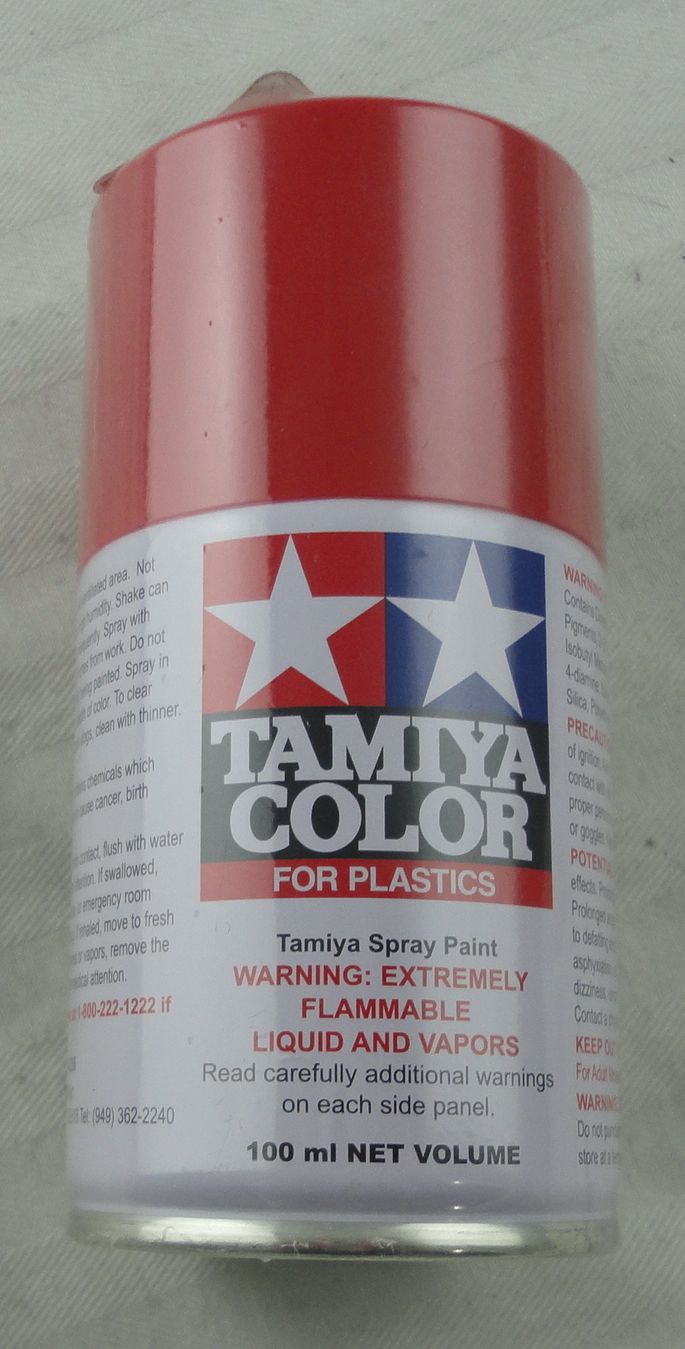 ventilated area. Not
humidity. Shake can
Spray with
from work. Do not
painted. Spray in
of color. To clear
clean with thinner.
chemicals which
cause cancer, birth
contact, flush with water
If swallowed,
emergency room
inhaled, move to fresh
or vapors, remove the
medical attention.
1-800-222-1222 if
Tel: (949) 362-2240
TAMIYA
COLOR
FOR PLASTICS
Tamiya Spray Paint
WARNING: EXTREMELY
FLAMMABLE
LIQUID AND VAPORS
Read carefully additional warnings
on each side panel.
100 ml NET VOLUME
WARNING
Contains
Pigments,
Isobutyl
4-diamine,
Silica,
of ignition.
contact with
proper
or goggles
effects.
Prolonged
to defatting
asphyxiation
dizziness,
Contact a
KEEP OUT
For Adult
WARNING
Do not
store at a